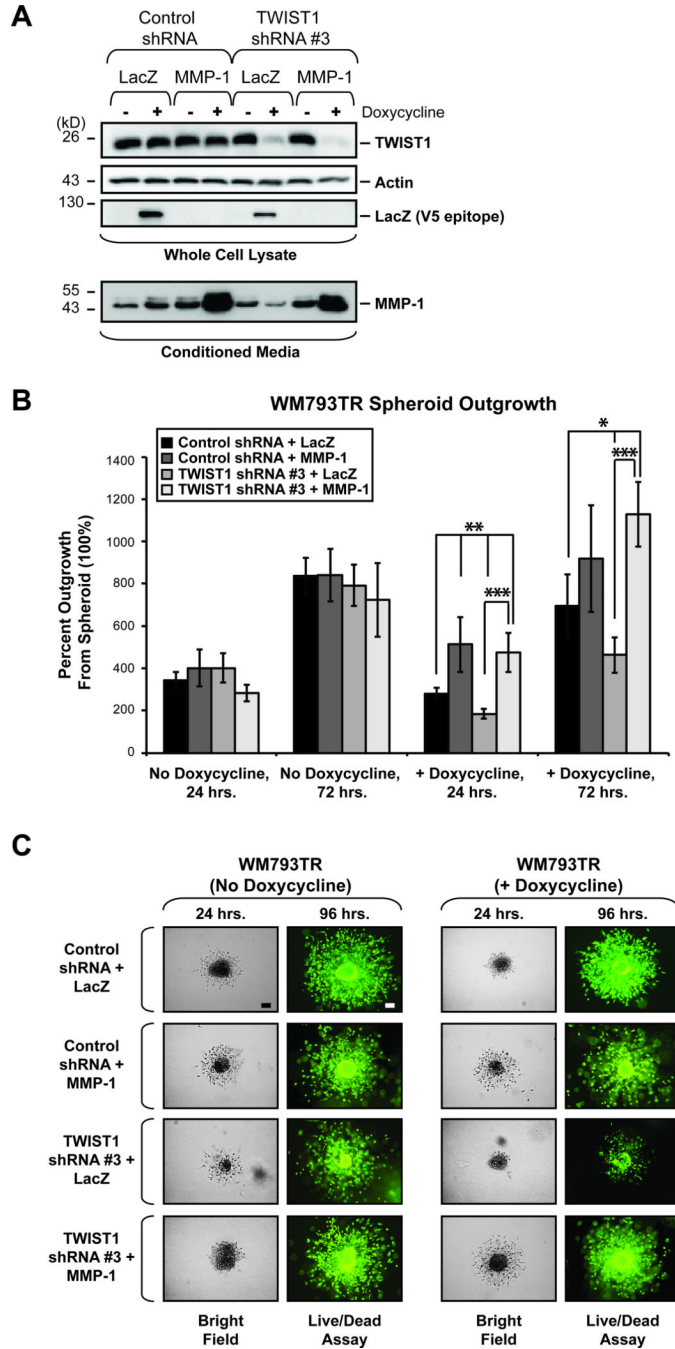 A
Control
shRNA
TWIST1
shRNA #3
LacZ MMP-1 LacZ MMP-1
- + - + - + - + Doxycycline
(kD)
26 TWIST1
43 Actin
130
LacZ (V5 epitope)
Whole Cell Lysate
55
43
MMP-1
Conditioned Media
B
WM793TR Spheroid Outgrowth
Control shRNA + LacZ
Control shRNA + MMP-1
TWIST1 shRNA #3 + LacZ
TWIST1 shRNA #3 + MMP-1
Percent Outgrowth
From Spheroid (100%)
1400
1200
1000
800
600
400
200
0
**
***
*
***
No Doxycycline,
24 hrs.
No Doxycycline,
72 hrs.
+ Doxycycline
24 hrs.
+ Doxycycline,
72 hrs.
C
WM793TR
(No Doxycycline)
WM793TR
(+ Doxycycline)
24 hrs. 96 hrs. 24 hrs. 96 hrs.
Control
shRNA +
LacZ
Control
shRNA +
MMP-1
TWIST1
shRNA #3 +
LacZ
TWIST1
shRNA #3 +
MMP-1
Bright
Field
Live/Dead
Assay
Bright
Field
Live/Dead
Assay